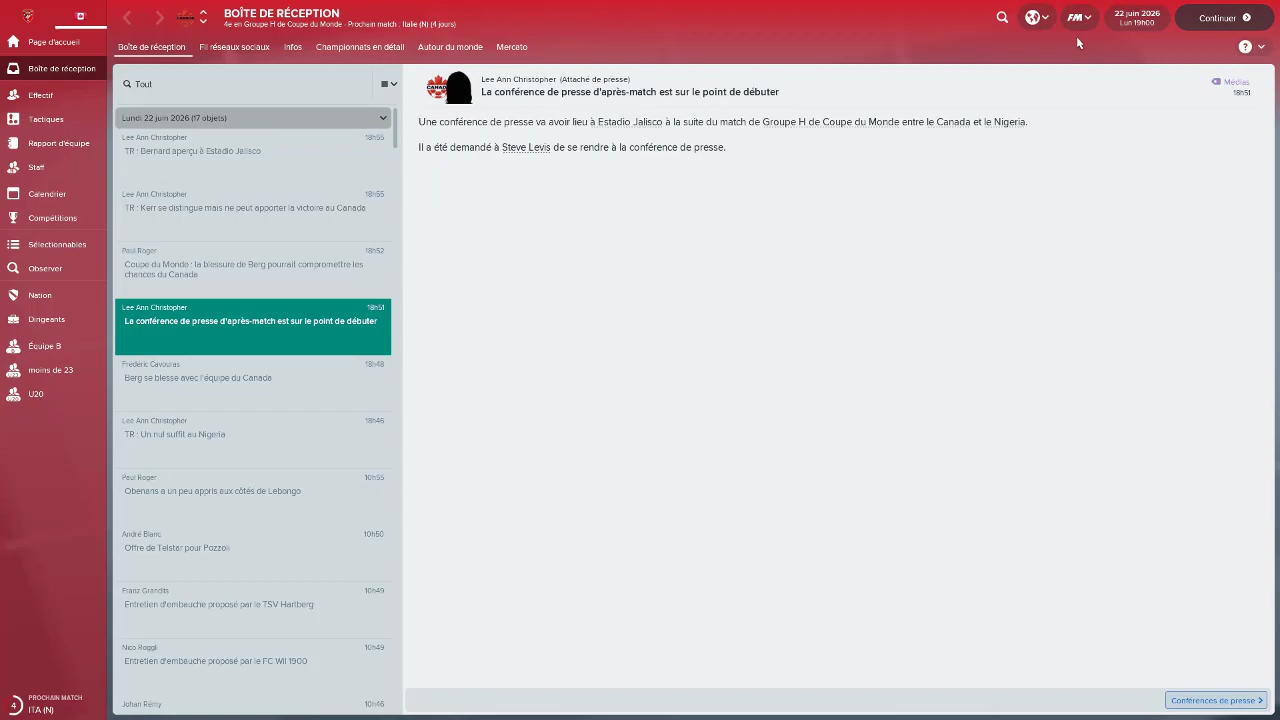 BOÎTE DE RÉCEPTION
4e en Groupe H de Coupe du Monde · Prochain match : Italie (N) (4 jours)
FM
22 juin 2026
Lun 19h00
Continuer
Page d'accueil
Boîte de réception
Effectif
Tactiques
Rapport d'équipe
Staff
Calendrier
Compétitions
Sélectionnables
Observer
Nation
Dirigeants
Équipe B
moins de 23
U20
4
PROCHAIN MATCH
ITA (N)
Boîte de réception
Fil réseaux sociaux
Infos
Championnats en détail
Autour du monde
Mercato
?
Tout
Lundi 22 juin 2026 (17 objets)
Lee Ann Christopher 18h55
TR : Bernard aperçu à Estadio Jalisco
Lee Ann Christopher 18h55
TR : Kerr se distingue mais ne peut apporter la victoire au Canada
Paul Roger 18h52
Coupe du Monde : la blessure de Berg pourrait compromettre les
chances du Canada
Lee Ann Christopher 18h51
La conférence de presse d'après-match est sur le point de débuter
Frédéric Cavouras 18h48
Berg se blesse avec l'équipe du Canada
Lee Ann Christopher 18h46
TR : Un nul suffit au Nigeria
Paul Roger 10h55
Obenans a un peu appris aux côtés de Lebongo
André Blanc 10h50
Offre de Telstar pour Pozzoli
Franz Grandits 10h49
Entretien d'embauche proposé par le TSV Hartberg
Nico Roggli 10h49
Entretien d'embauche proposé par le FC Wil 1900
Johan Rémy 10h46
CANADA
Lee Ann Christopher (Attaché de presse)
La conférence de presse d'après-match est sur le point de débuter
Médias
18h51
Une conférence de presse va avoir lieu à Estadio Jalisco à la suite du match de Groupe H de Coupe du Monde entre le Canada et le Nigeria.
Il a été demandé à Steve Levis de se rendre à la conférence de presse.
Conférences de presse